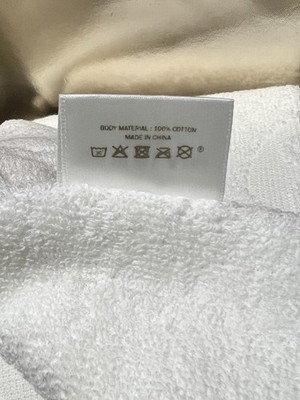 BODY MATERIAL : 100% COTTON
MADE IN CHINA